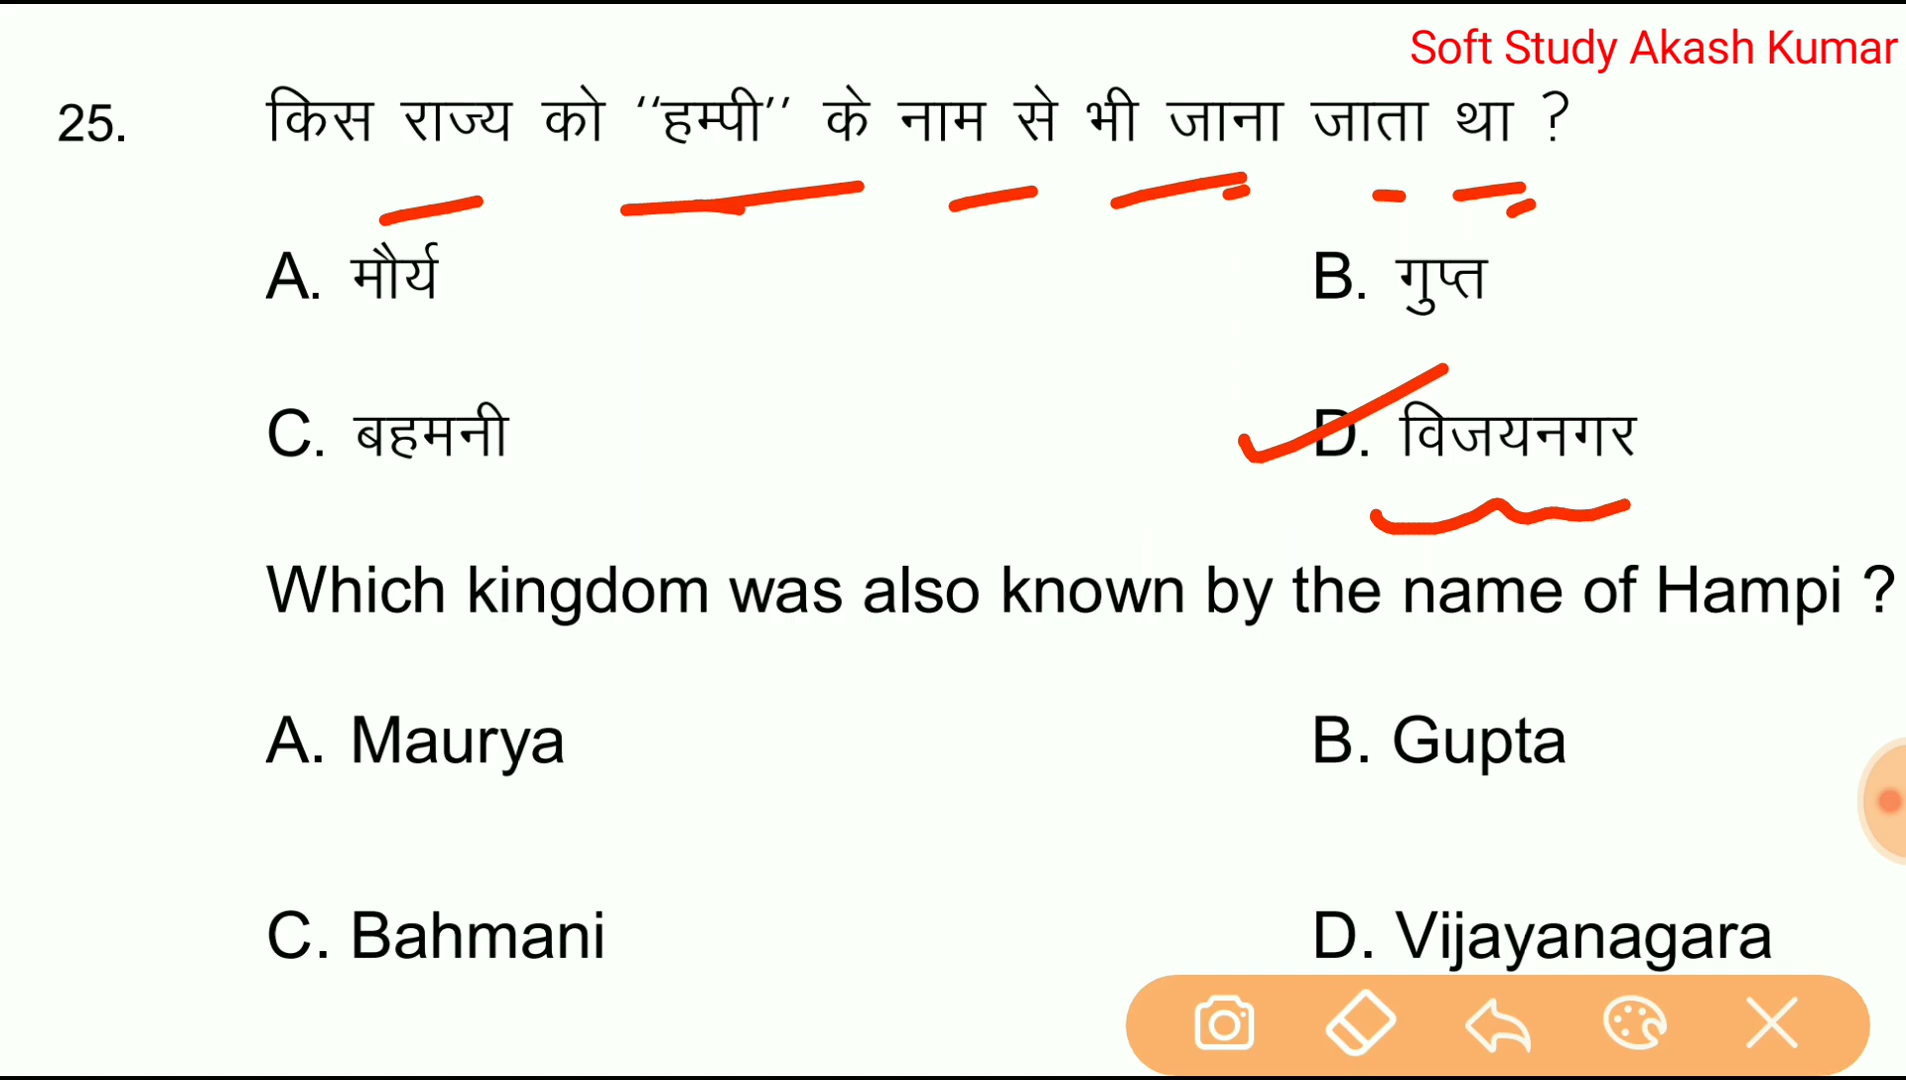 Soft Study Akash Kumar
25. किस राज्य को ‘‘हम्पी’’ के नाम से भी जाना जाता था ?
A. मौर्य B. गुप्त
C. बहमनी D. विजयनगर
Which kingdom was also known by the name of Hampi ?
A. Maurya B. Gupta
C. Bahmani D. Vijayanagara